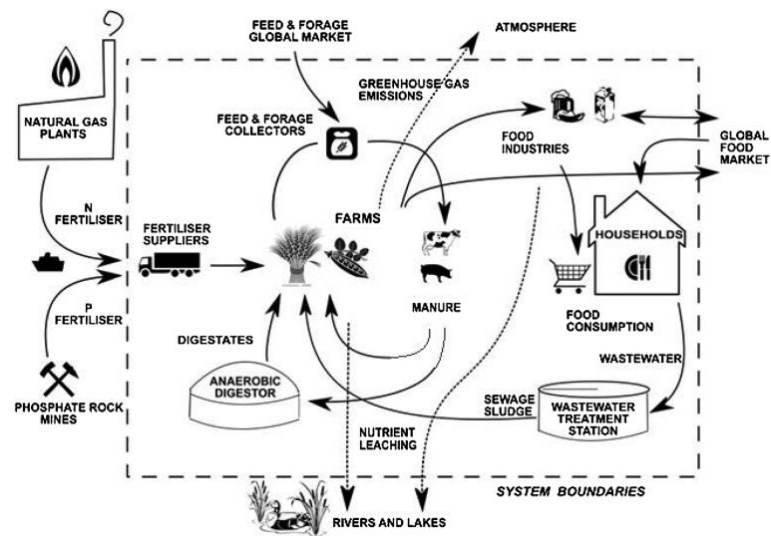 FEED & FORAGE
GLOBAL MARKET
ATMOSPHERE
GREENHOUSE GAS
EMISSIONS
NATURAL GAS
PLANTS
FEED & FORAGE
COLLECTORS
FOOD
INDUSTRIES
GLOBAL
FOOD
MARKET
N
FERTILISER
FERTILISER
SUPPLIERS
FARMS
HOUSEHOLDS
P
FERTILISER
MANURE
FOOD
CONSUMPTION
DIGESTATES
WASTEWATER
ANAEROBIC
DIGESTOR
PHOSPHATE ROCK
MINES
SEWAGE
SLUDGE
WASTEWATER
TREATMENT
STATION
NUTRIENT
LEACHING
SYSTEM BOUNDARIES
RIVERS AND LAKES